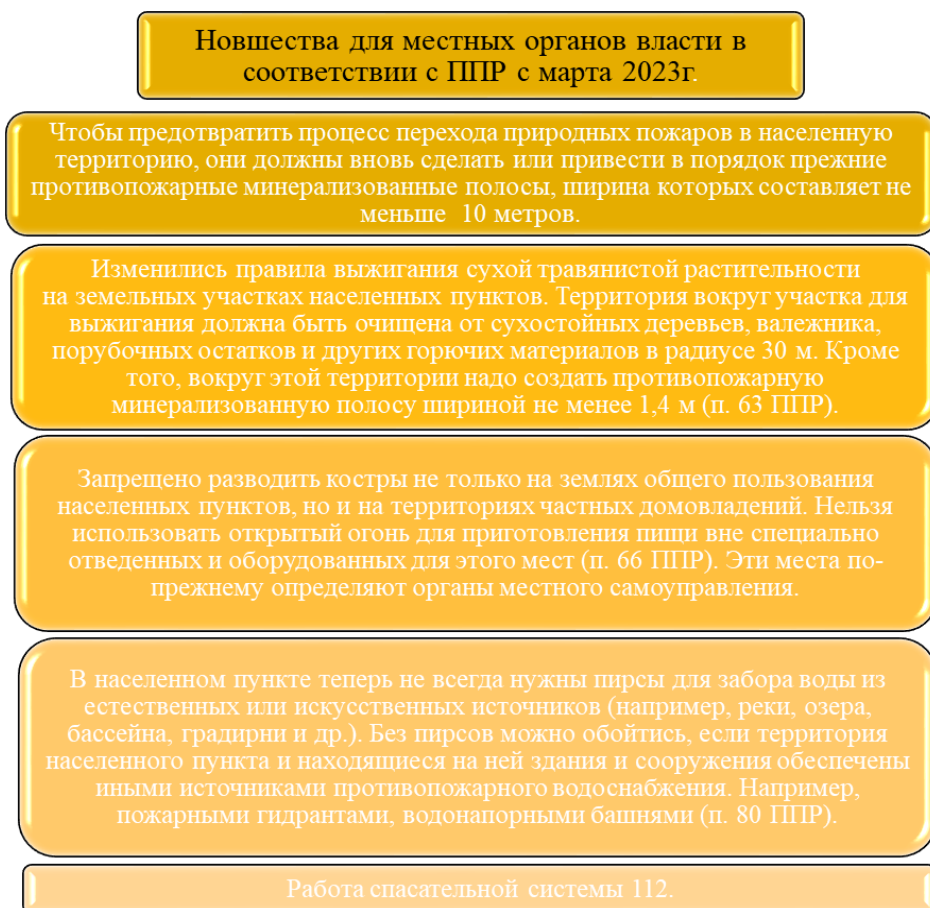 Новшества для местных органов власти в
соответствии с ППР с марта 2023г.
Чтобы предотвратить процесс перехода природных пожаров в населенную
территорию, они должны вновь сделать или привести в порядок прежние
противопожарные минерализованные полосы, ширина которых составляет не
меньше 10 метров.
Изменились правила выжигания сухой травянистой растительности
на земельных участках населенных пунктов. Территория вокруг участка для
выжигания должна быть очищена от сухостойных деревьев, валежника,
порубочных остатков и других горючих материалов в радиусе 30 м. Кроме
того, вокруг этой территории надо создать противопожарную
минерализованную полосу шириной не менее 1,4 м (п. 63 ППР).
Запрещено разводить костры не только на землях общего пользования
населенных пунктов, но и на территориях частных домовладений. Нельзя
использовать открытый огонь для приготовления пищи вне специально
отведенных и оборудованных для этого мест (п. 66 ППР). Эти места по-
прежнему определяют органы местного самоуправления.
В населенном пункте теперь не всегда нужны пирсы для забора воды из
естественных или искусственных источников (например, реки, озера,
бассейна, градирни и др.). Без пирсов можно обойтись, если территория
населенного пункта и находящиеся на ней здания и сооружения обеспечены
иными источниками противопожарного водоснабжения. Например,
пожарными гидрантами, водонапорными башнями (п. 80 ППР).
Работа спасательной системы 112.